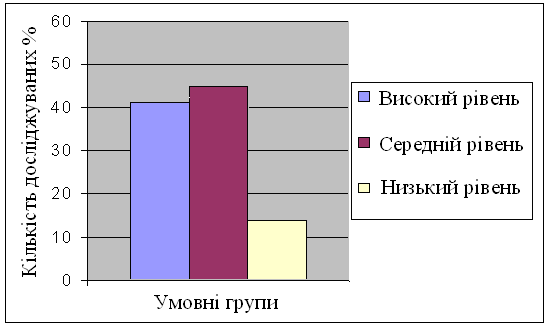 Кількість досліджуваних %
60
50
40
30
20
10
0
Умовні групи
Високий рівень
Середній рівень
Низький рівень